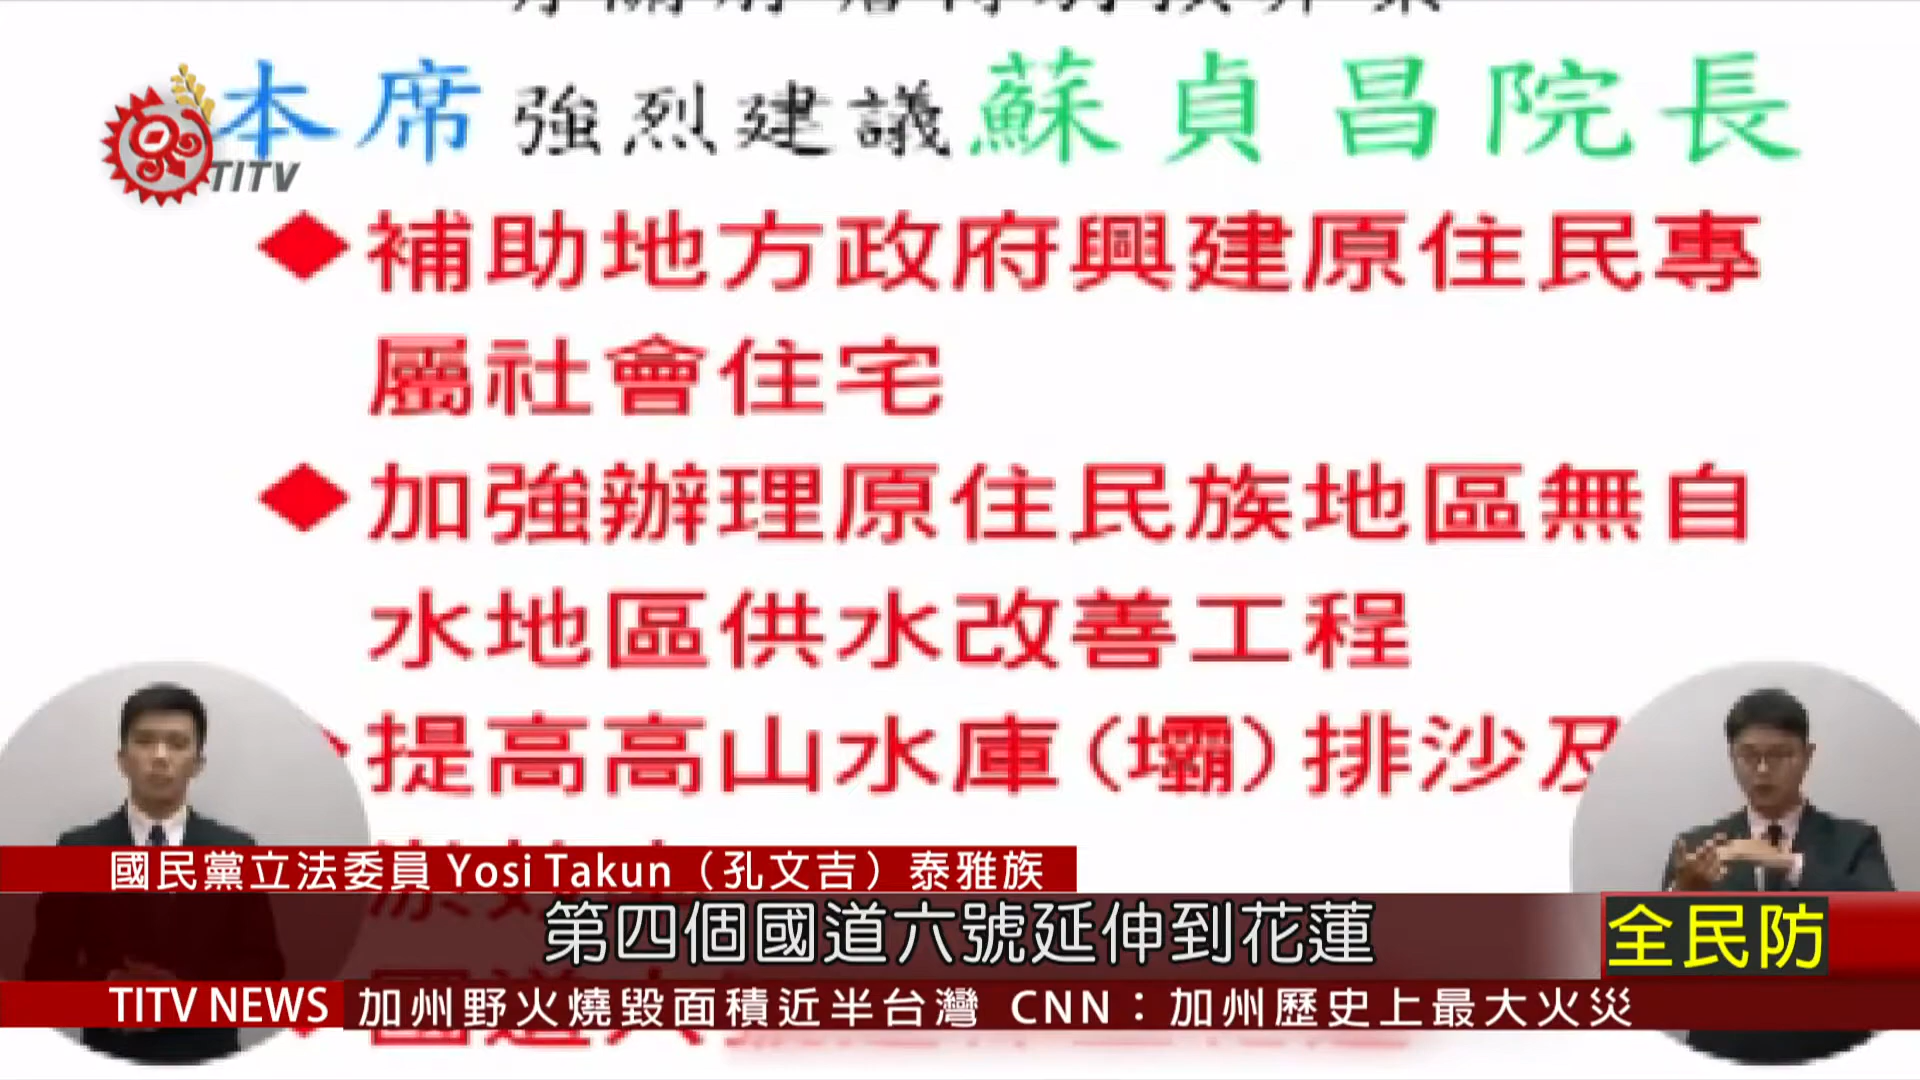 本席強烈建議蘇貞昌院長
TITV
◆補助地方政府興建原住民專
屬社會住宅
◆加強辦理原住民族地區無自
水地區供水改善工程
提高高山水庫(壩)排沙及
國民黨立法委員 Yosi Takun（孔文吉）泰雅族
第四個國道六號延伸到花蓮
全民防
TITV NEWS 加州野火燒毀面積近半台灣 CNN：加州歷史上最大火災